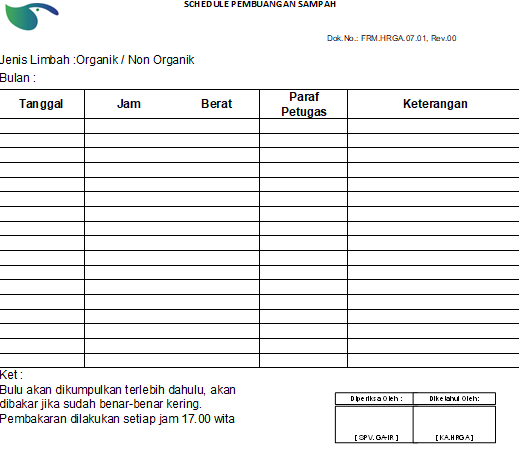 SCHEDULE PEMBUANGAN SAMPAH
Dok.No.: FRM.HRGA.07.01, Rev.00
Jenis Limbah :Organik / Non Organik
Bulan :
Tanggal Jam Berat Paraf Petugas Keterangan
Ket :
Bulu akan dikumpulkan terlebih dahulu, akan
dibakar jika sudah benar-benar kering.
Pembakaran dilakukan setiap jam 17.00 wita
Diperiksa Oleh : Diketahui Oleh :
[ SPV. GA-IR ] [ KA.HRGA ]